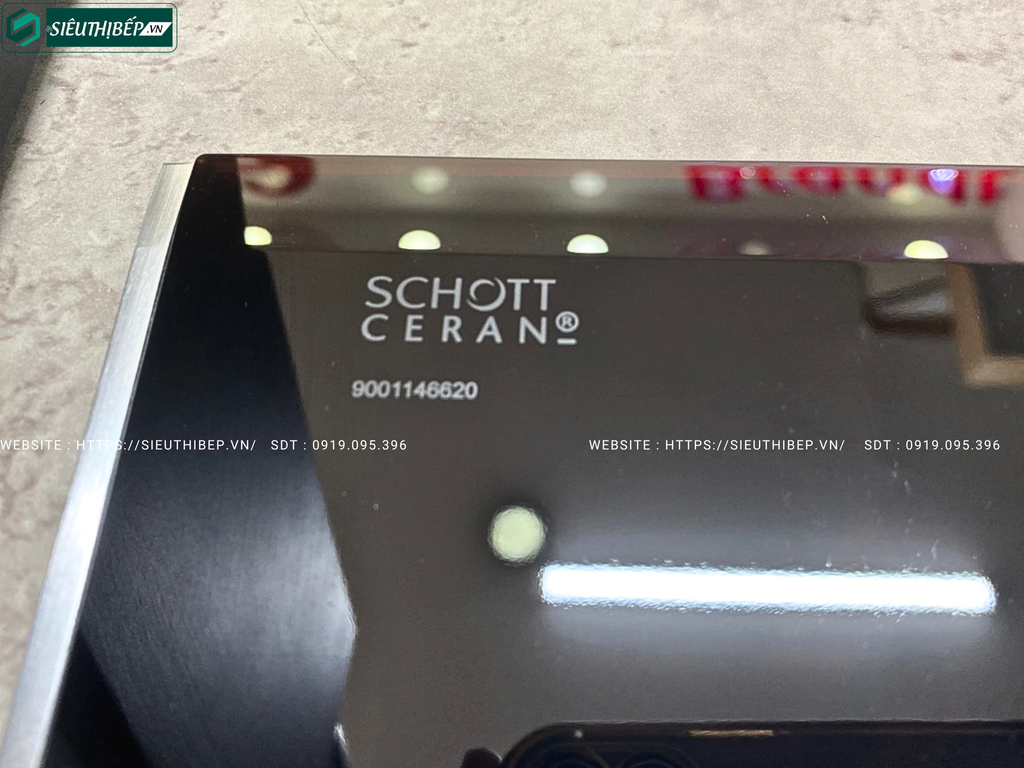 SIÊUTHỊBẾP.VN
SCHOTT
CERAN®
9001146620
WEBSITE : HTTPS://SIEUTHIBEP.VN/ SDT : 0919.095.396
WEBSITE : HTTPS://SIEUTHIBEP.VN/ SDT : 0919.095.396